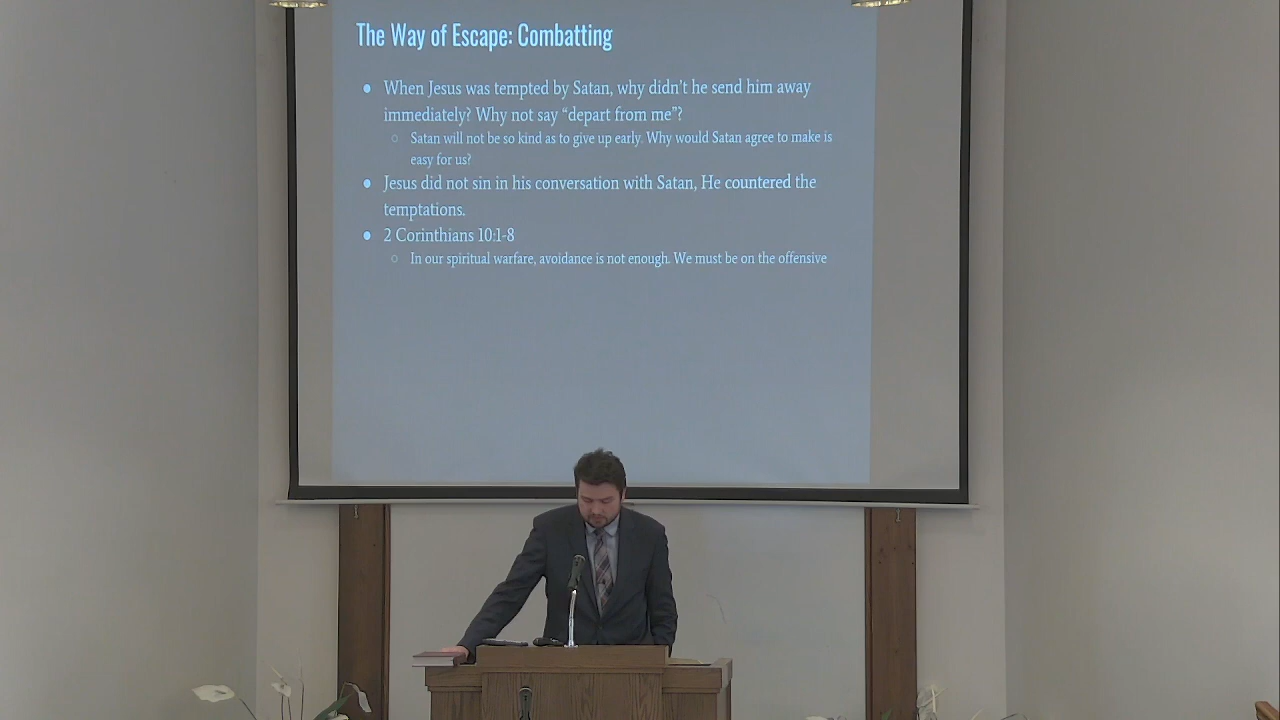 The Way of Escape: Combatting
● When Jesus was tempted by Satan, why didn't he send him away
immediately? Why not say "depart from me"?
○ Satan will not be so kind as to give up early. Why would Satan agree to make is
easy for us?
● Jesus did not sin in his conversation with Satan, He countered the
temptations.
● 2 Corinthians 10:1-8
○ In our spiritual warfare, avoidance is not enough. We must be on the offensive